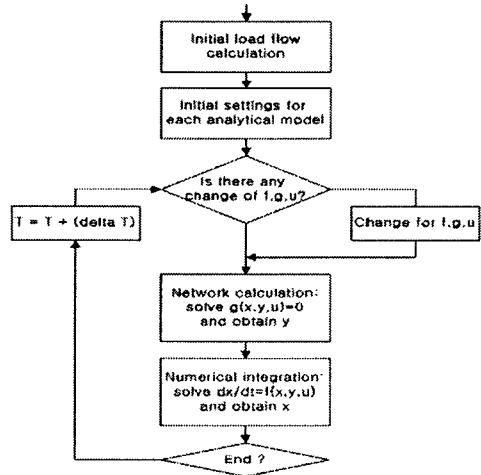 Initial load flow
calculation
Initial settings for
each analytical model
Is there any
change of f,g,u?
T = T + (delta T)
Change for f,g,u
Network calculation:
solve g(x,y,u)=0
and obtain y
Numerical integration:
solve dx/dt=f(x,y,u)
and obtain x
End ?